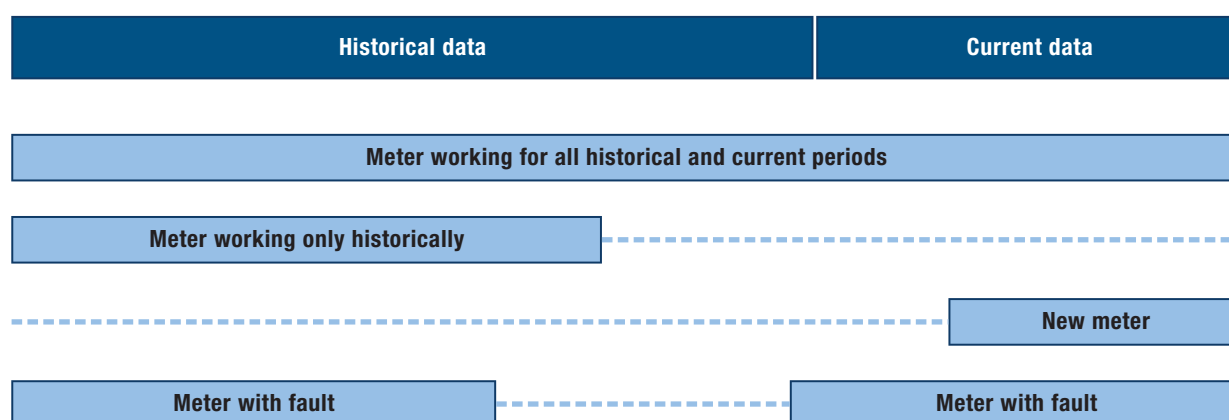 Historical data
Current data
Meter working for all historical and current periods
Meter working only historically
New meter
Meter with fault
Meter with fault